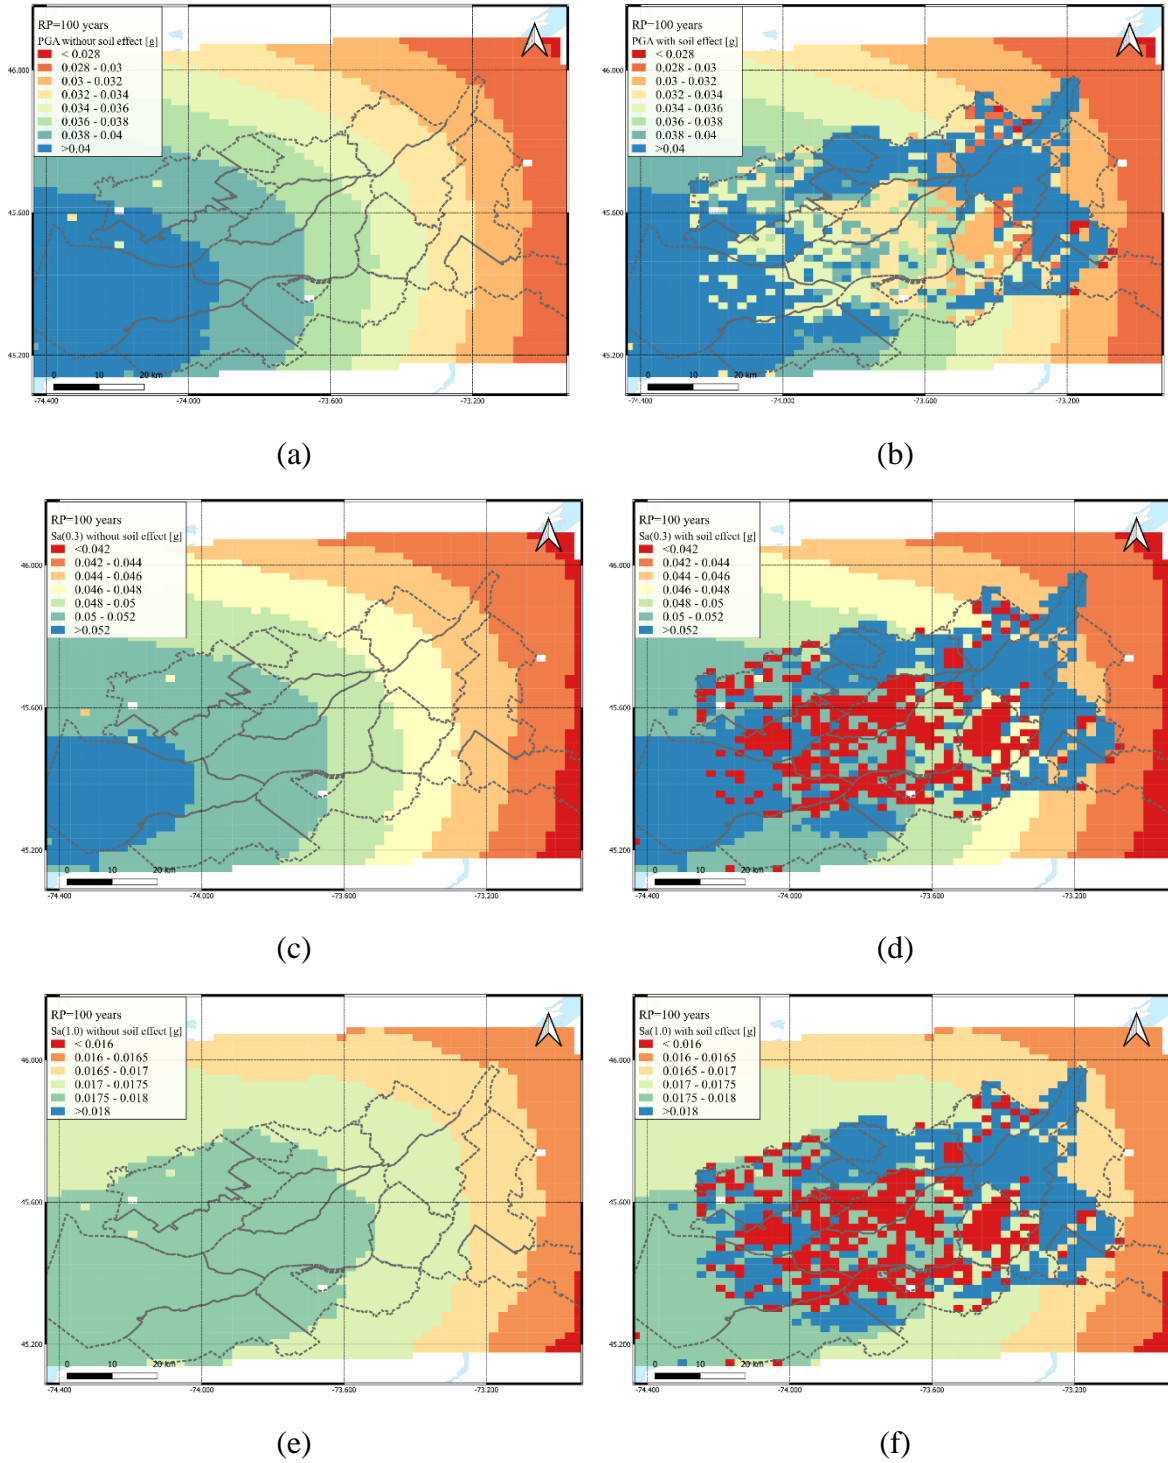 RP=100 years
PGA without soil effect [g]
< 0.028
0.028 - 0.03
0.03 - 0.032
0.032 - 0.034
0.034 - 0.036
0.036 - 0.038
0.038 - 0.04
>0.04
46.000
45.600
45.200
0 10 20 km
-74.400 -74.000 -73.600 -73.200
(a)
RP=100 years
PGA with soil effect [g]
< 0.028
0.028 - 0.03
0.03 - 0.032
0.032 - 0.034
0.034 - 0.036
0.036 - 0.038
0.038 - 0.04
>0.04
46.000
45.600
45.200
0 10 20 km
-74.400 -74.000 -73.600 -73.200
(b)
RP=100 years
Sa(0.3) without soil effect [g]
<0.042
0.042 - 0.044
0.044 - 0.046
0.046 - 0.048
0.048 - 0.05
0.05 - 0.052
>0.052
46.000
45.600
45.200
0 10 20 km
-74.400 -74.000 -73.600 -73.200
(c)
RP=100 years
Sa(0.3) with soil effect [g]
<0.042
0.042 - 0.044
0.044 - 0.046
0.046 - 0.048
0.048 - 0.05
0.05 - 0.052
>0.052
46.000
45.600
45.200
0 10 20 km
-74.400 -74.000 -73.600 -73.200
(d)
RP=100 years
Sa(1.0) without soil effect [g]
< 0.016
0.016 - 0.0165
0.0165 - 0.017
0.017 - 0.0175
0.0175 - 0.018
>0.018
46.000
45.600
45.200
0 10 20 km
-74.400 -74.000 -73.600 -73.200
(e)
RP=100 years
Sa(1.0) with soil effect [g]
< 0.016
0.016 - 0.0165
0.0165 - 0.017
0.017 - 0.0175
0.0175 - 0.018
>0.018
46.000
45.600
45.200
0 10 20 km
-74.400 -74.000 -73.600 -73.200
(f)